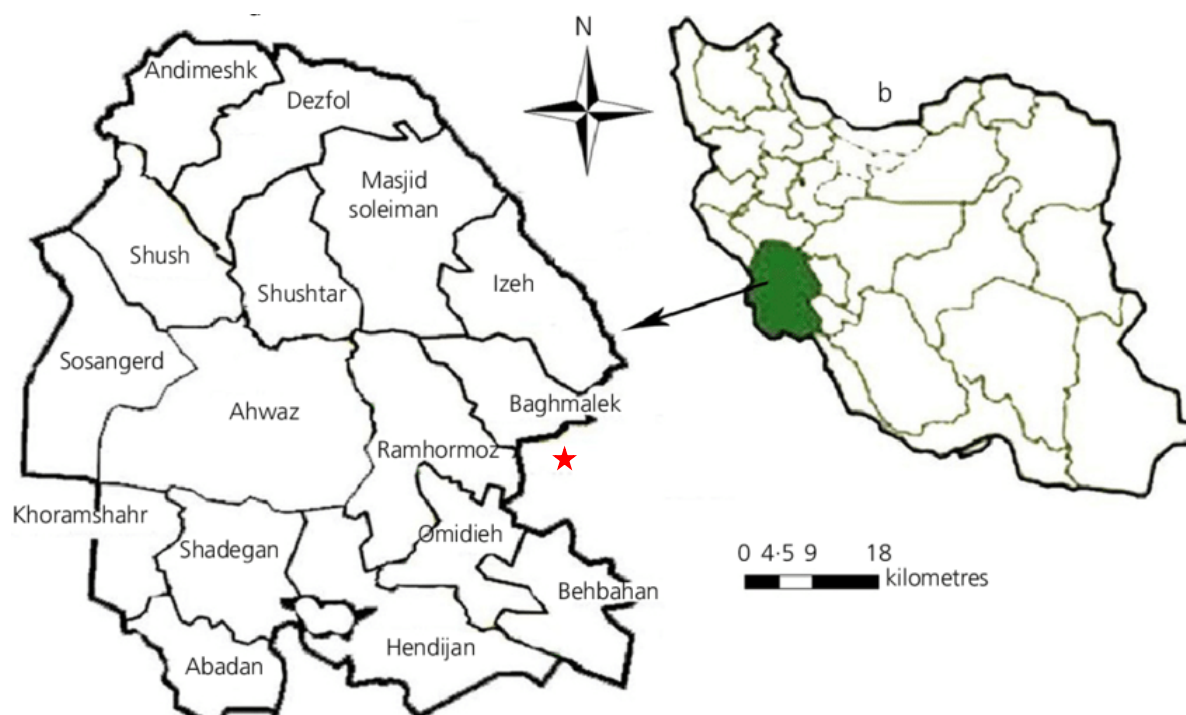 N
Andimeshk
Dezfol
b
Masjid
soleiman
Shush
Shushtar
Izeh
Sosangerd
Ahwaz
Baghmalek
Ramhormoz
Khoramshahr
Shadegan
Omidieh
Behbahan
Hendijan
Abadan
0 4·5 9 18
kilometres